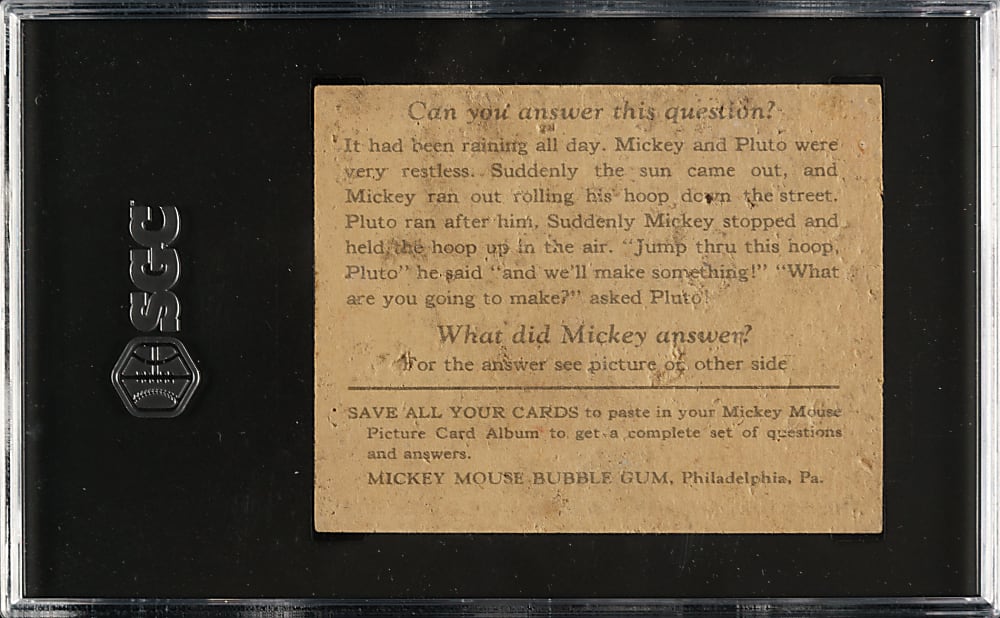 Can you answer this question?
It had been raining all day. Mickey and Pluto were
very restless. Suddenly the sun came out, and
Mickey ran out rolling his hoop down the street.
Pluto ran after him. Suddenly Mickey stopped and
held the hoop up in the air. “Jump thru this hoop,
Pluto” he said “and we’ll make something!” “What
are you going to make?” asked Pluto!
What did Mickey answer?
For the answer see picture on other side
SAVE ALL YOUR CARDS to paste in your Mickey Mouse
Picture Card Album to get a complete set of questions
and answers.
MICKEY MOUSE BUBBLE GUM, Philadelphia, Pa.
SGC